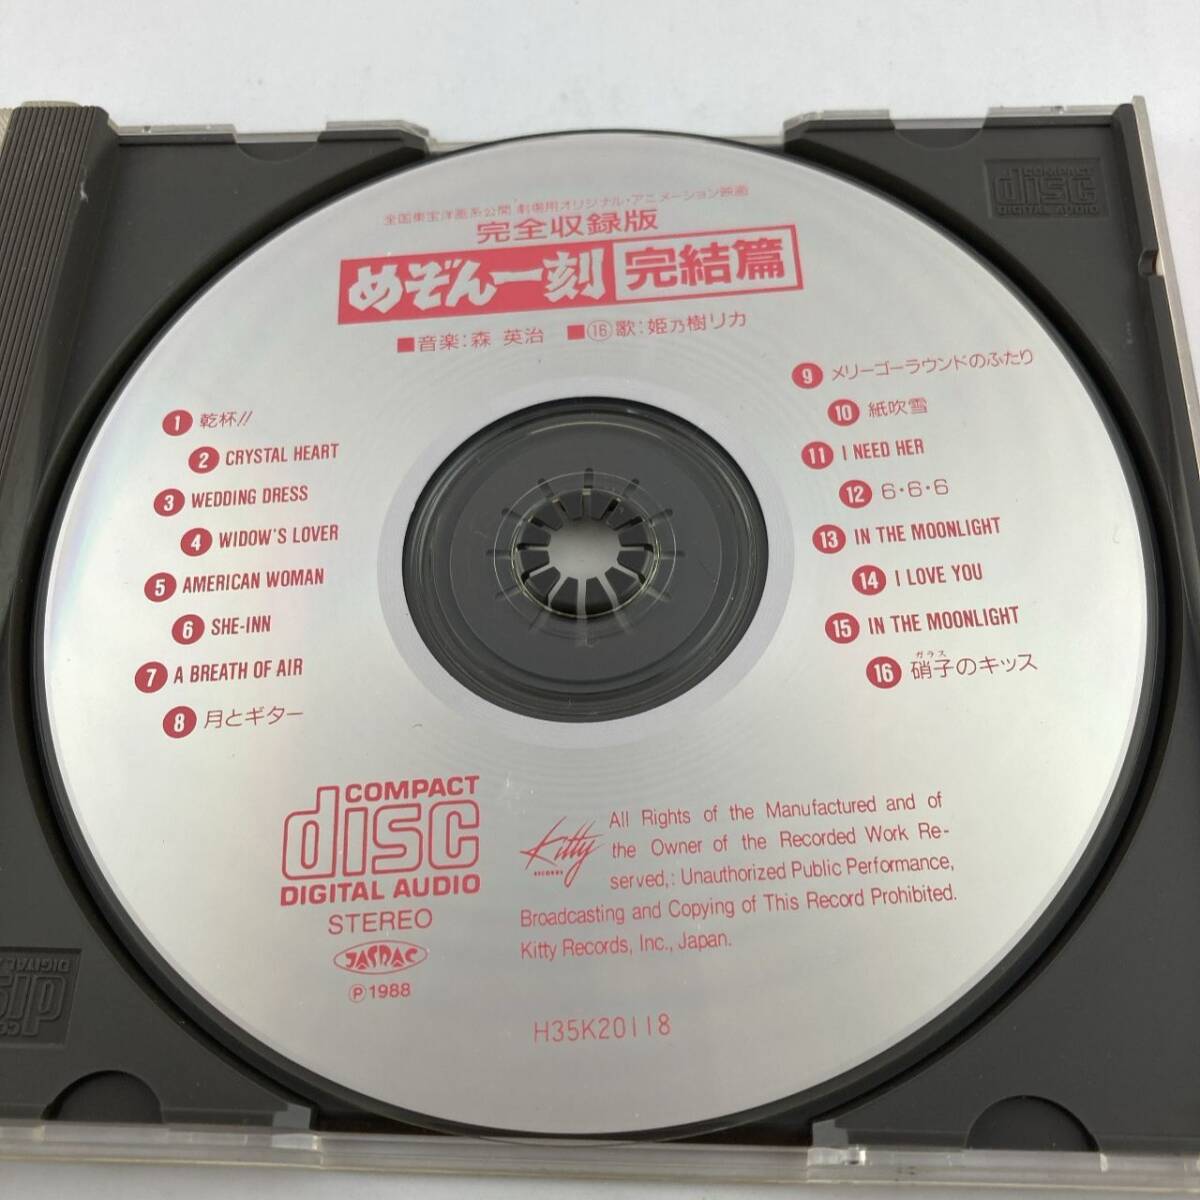 全国東宝洋画系公開 劇場用オリジナル・アニメーション映画
完全収録版
めぞん一刻 完結篇
■音楽:森 英治 ■⑯歌:姫乃樹リカ
1 乾杯!!
2 CRYSTAL HEART
3 WEDDING DRESS
4 WIDOW'S LOVER
5 AMERICAN WOMAN
6 SHE-INN
7 A BREATH OF AIR
8 月とギター
9 メリーゴーラウンドのふたり
10 紙吹雪
11 I NEED HER
12 6・6・6
13 IN THE MOONLIGHT
14 I LOVE YOU
15 IN THE MOONLIGHT
ガラス
16 硝子のキッス
COMPACT
disc
DIGITAL AUDIO
STEREO
JASRAC
Ⓟ1988
Kitty
RECORDS
All Rights of the Manufactured and of
the Owner of the Recorded Work Re-
served,: Unauthorized Public Performance,
Broadcasting and Copying of This Record Prohibited.
Kitty Records, Inc., Japan.
H35K20118
COMPACT
disc
DIGITAL AUDIO